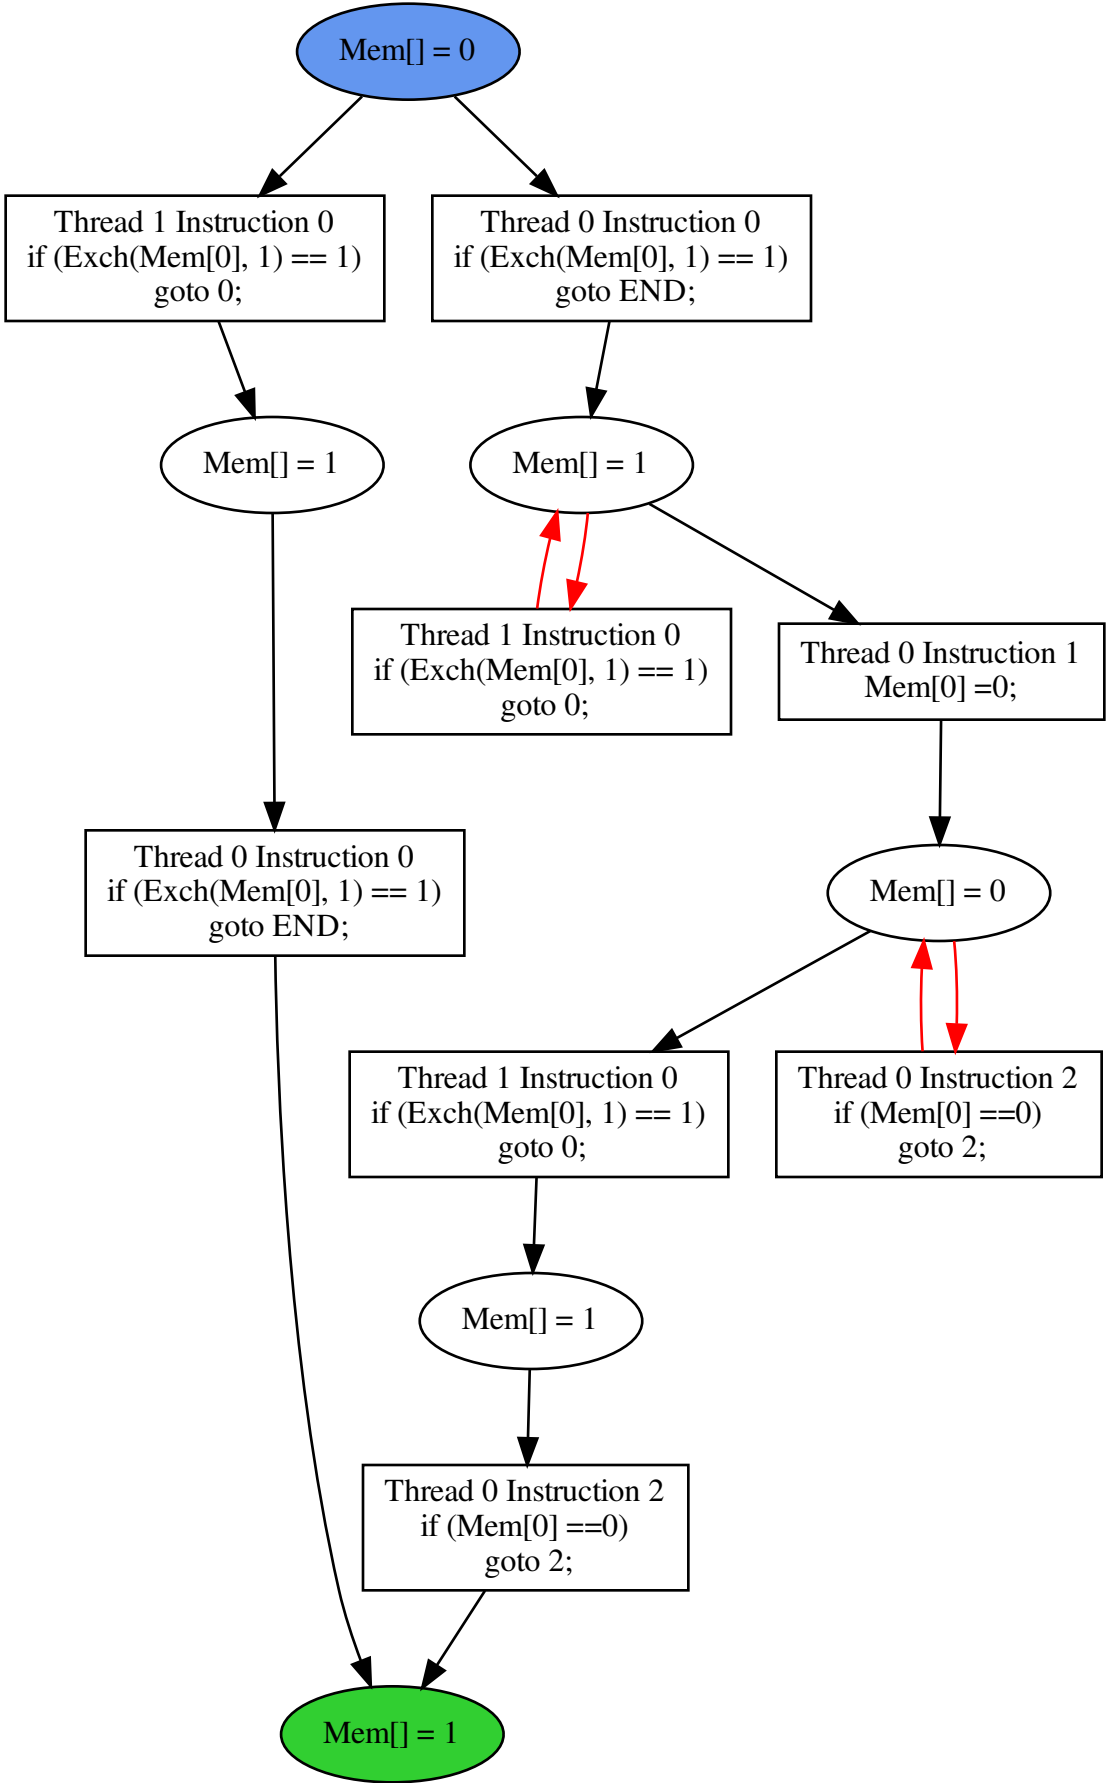 Mem[] = 0
Thread 1 Instruction 0
if (Exch(Mem[0], 1) == 1)
goto 0;
Thread 0 Instruction 0
if (Exch(Mem[0], 1) == 1)
goto END;
Mem[] = 1
Mem[] = 1
Thread 1 Instruction 0
if (Exch(Mem[0], 1) == 1)
goto 0;
Thread 0 Instruction 1
Mem[0] =0;
Thread 0 Instruction 0
if (Exch(Mem[0], 1) == 1)
goto END;
Mem[] = 0
Thread 1 Instruction 0
if (Exch(Mem[0], 1) == 1)
goto 0;
Thread 0 Instruction 2
if (Mem[0] ==0)
goto 2;
Mem[] = 1
Thread 0 Instruction 2
if (Mem[0] ==0)
goto 2;
Mem[] = 1